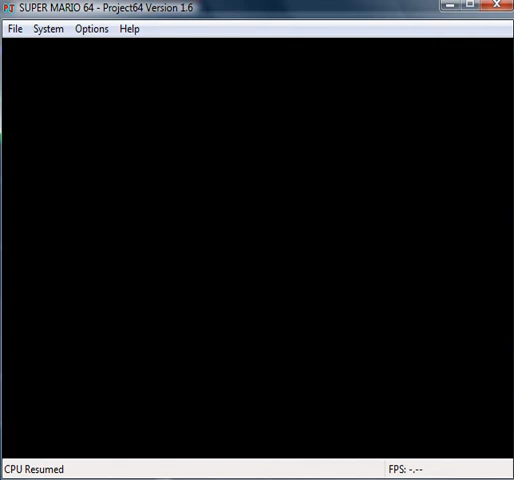 SUPER MARIO 64 - Project64 Version 1.6
File System Options Help
CPU Resumed FPS: -.--